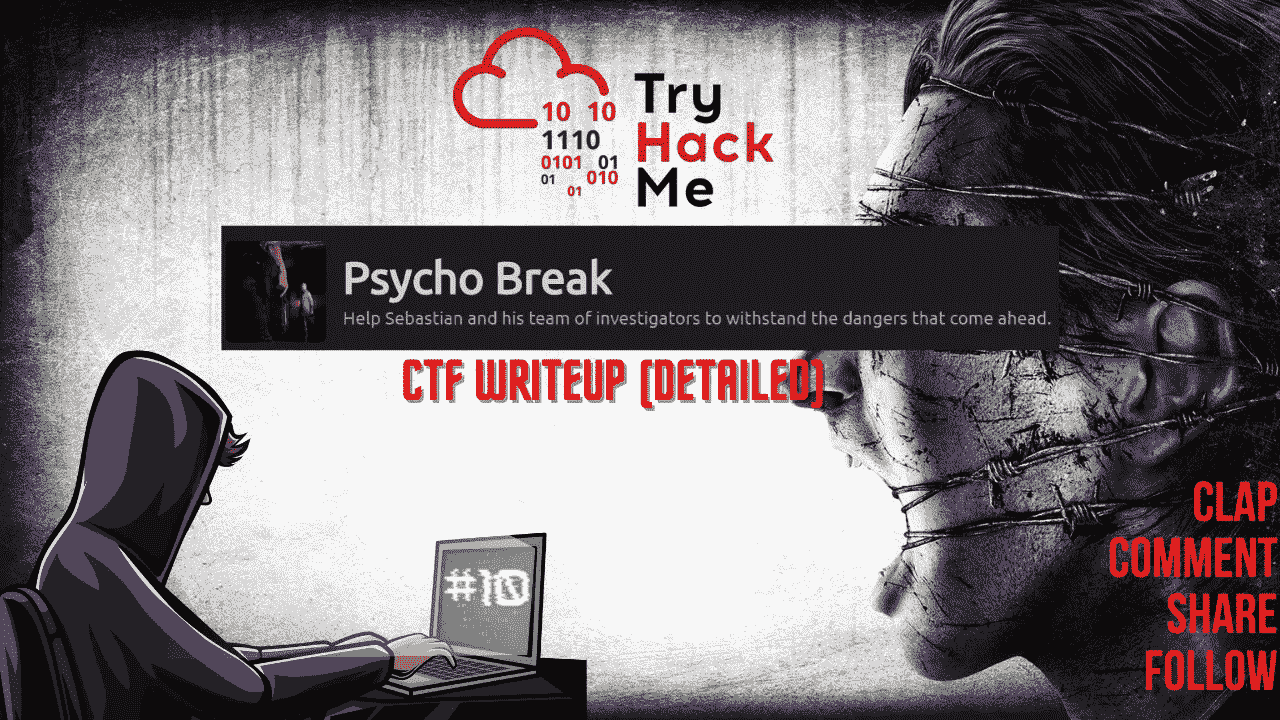 10 10
1110
0101 01
01 010
01
Try
Hack
Me
Psycho Break
Help Sebastian and his team of investigators to withstand the dangers that come ahead.
CTF WRITEUP (DETAILED)
#10
CLAP
COMMENT
SHARE
FOLLOW